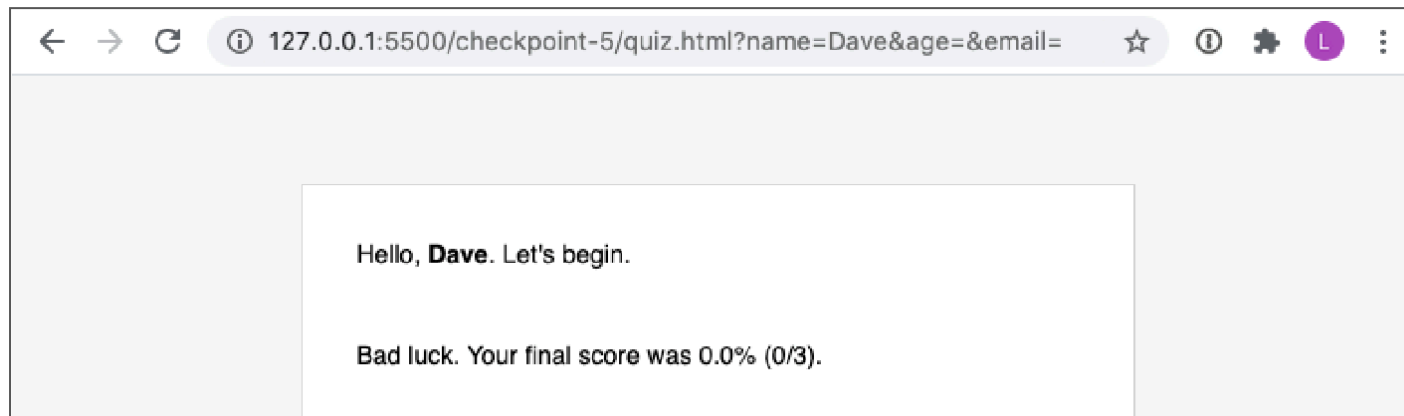 127.0.0.1:5500/checkpoint-5/quiz.html?name=Dave&age=&email=
L
Hello, Dave. Let's begin.
Bad luck. Your final score was 0.0% (0/3).